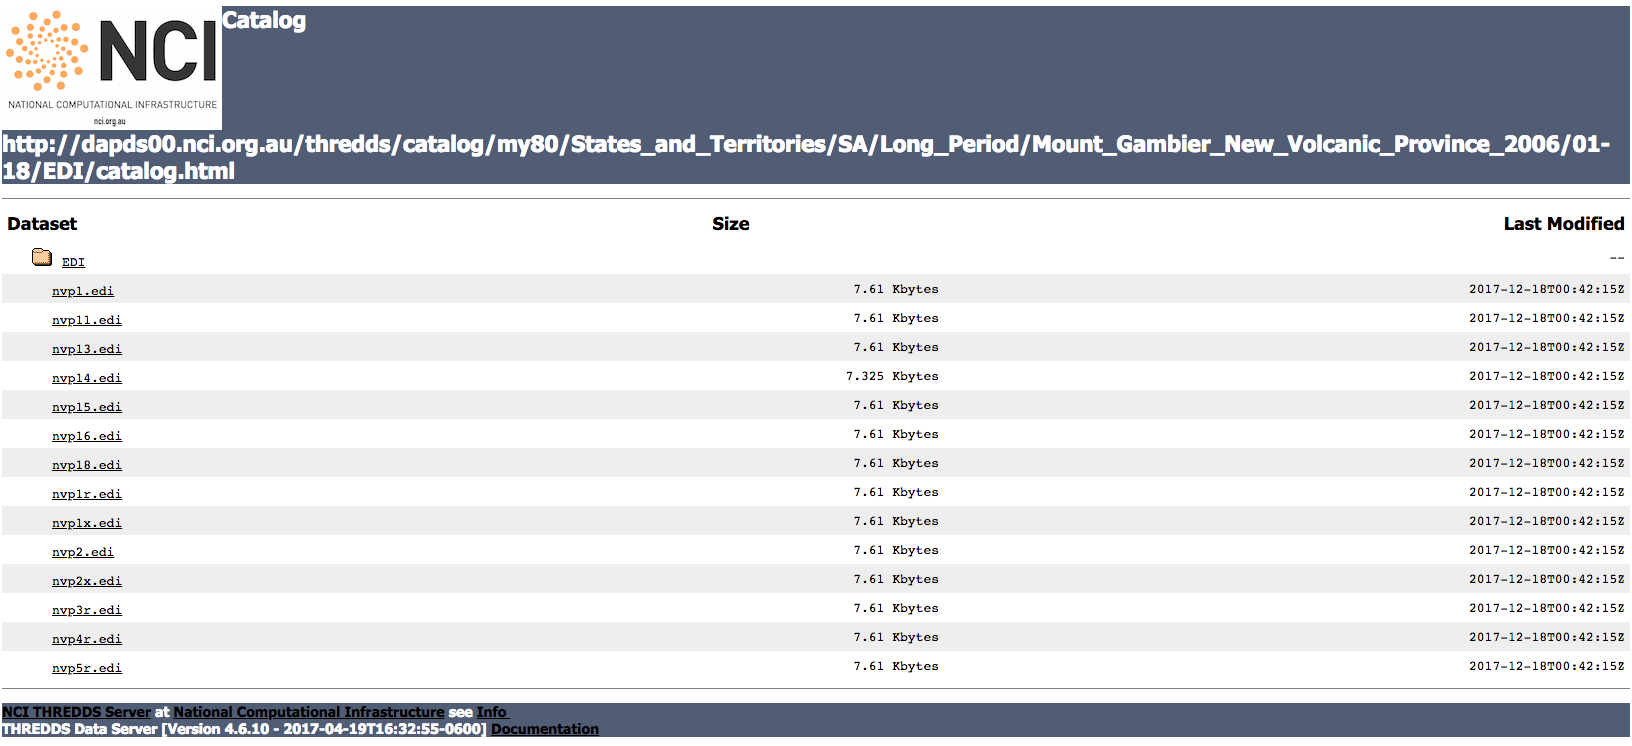 NCI
NATIONAL COMPUTATIONAL INFRASTRUCTURE
nci.org.au
Catalog
http://dapds00.nci.org.au/thredds/catalog/my80/States_and_Territories/SA/Long_Period/Mount_Gambier_New_Volcanic_Province_2006/01-
18/EDI/catalog.html
Dataset Size Last Modified
EDI --
nvp1.edi 7.61 Kbytes 2017-12-18T00:42:15Z
nvp11.edi 7.61 Kbytes 2017-12-18T00:42:15Z
nvp13.edi 7.61 Kbytes 2017-12-18T00:42:15Z
nvp14.edi 7.325 Kbytes 2017-12-18T00:42:15Z
nvp15.edi 7.61 Kbytes 2017-12-18T00:42:15Z
nvp16.edi 7.61 Kbytes 2017-12-18T00:42:15Z
nvp18.edi 7.61 Kbytes 2017-12-18T00:42:15Z
nvp1r.edi 7.61 Kbytes 2017-12-18T00:42:15Z
nvp1x.edi 7.61 Kbytes 2017-12-18T00:42:15Z
nvp2.edi 7.61 Kbytes 2017-12-18T00:42:15Z
nvp2x.edi 7.61 Kbytes 2017-12-18T00:42:15Z
nvp3r.edi 7.61 Kbytes 2017-12-18T00:42:15Z
nvp4r.edi 7.61 Kbytes 2017-12-18T00:42:15Z
nvp5r.edi 7.61 Kbytes 2017-12-18T00:42:15Z
NCI THREDDS Server at National Computational Infrastructure see Info
THREDDS Data Server [Version 4.6.10 - 2017-04-19T16:32:55-0600] Documentation